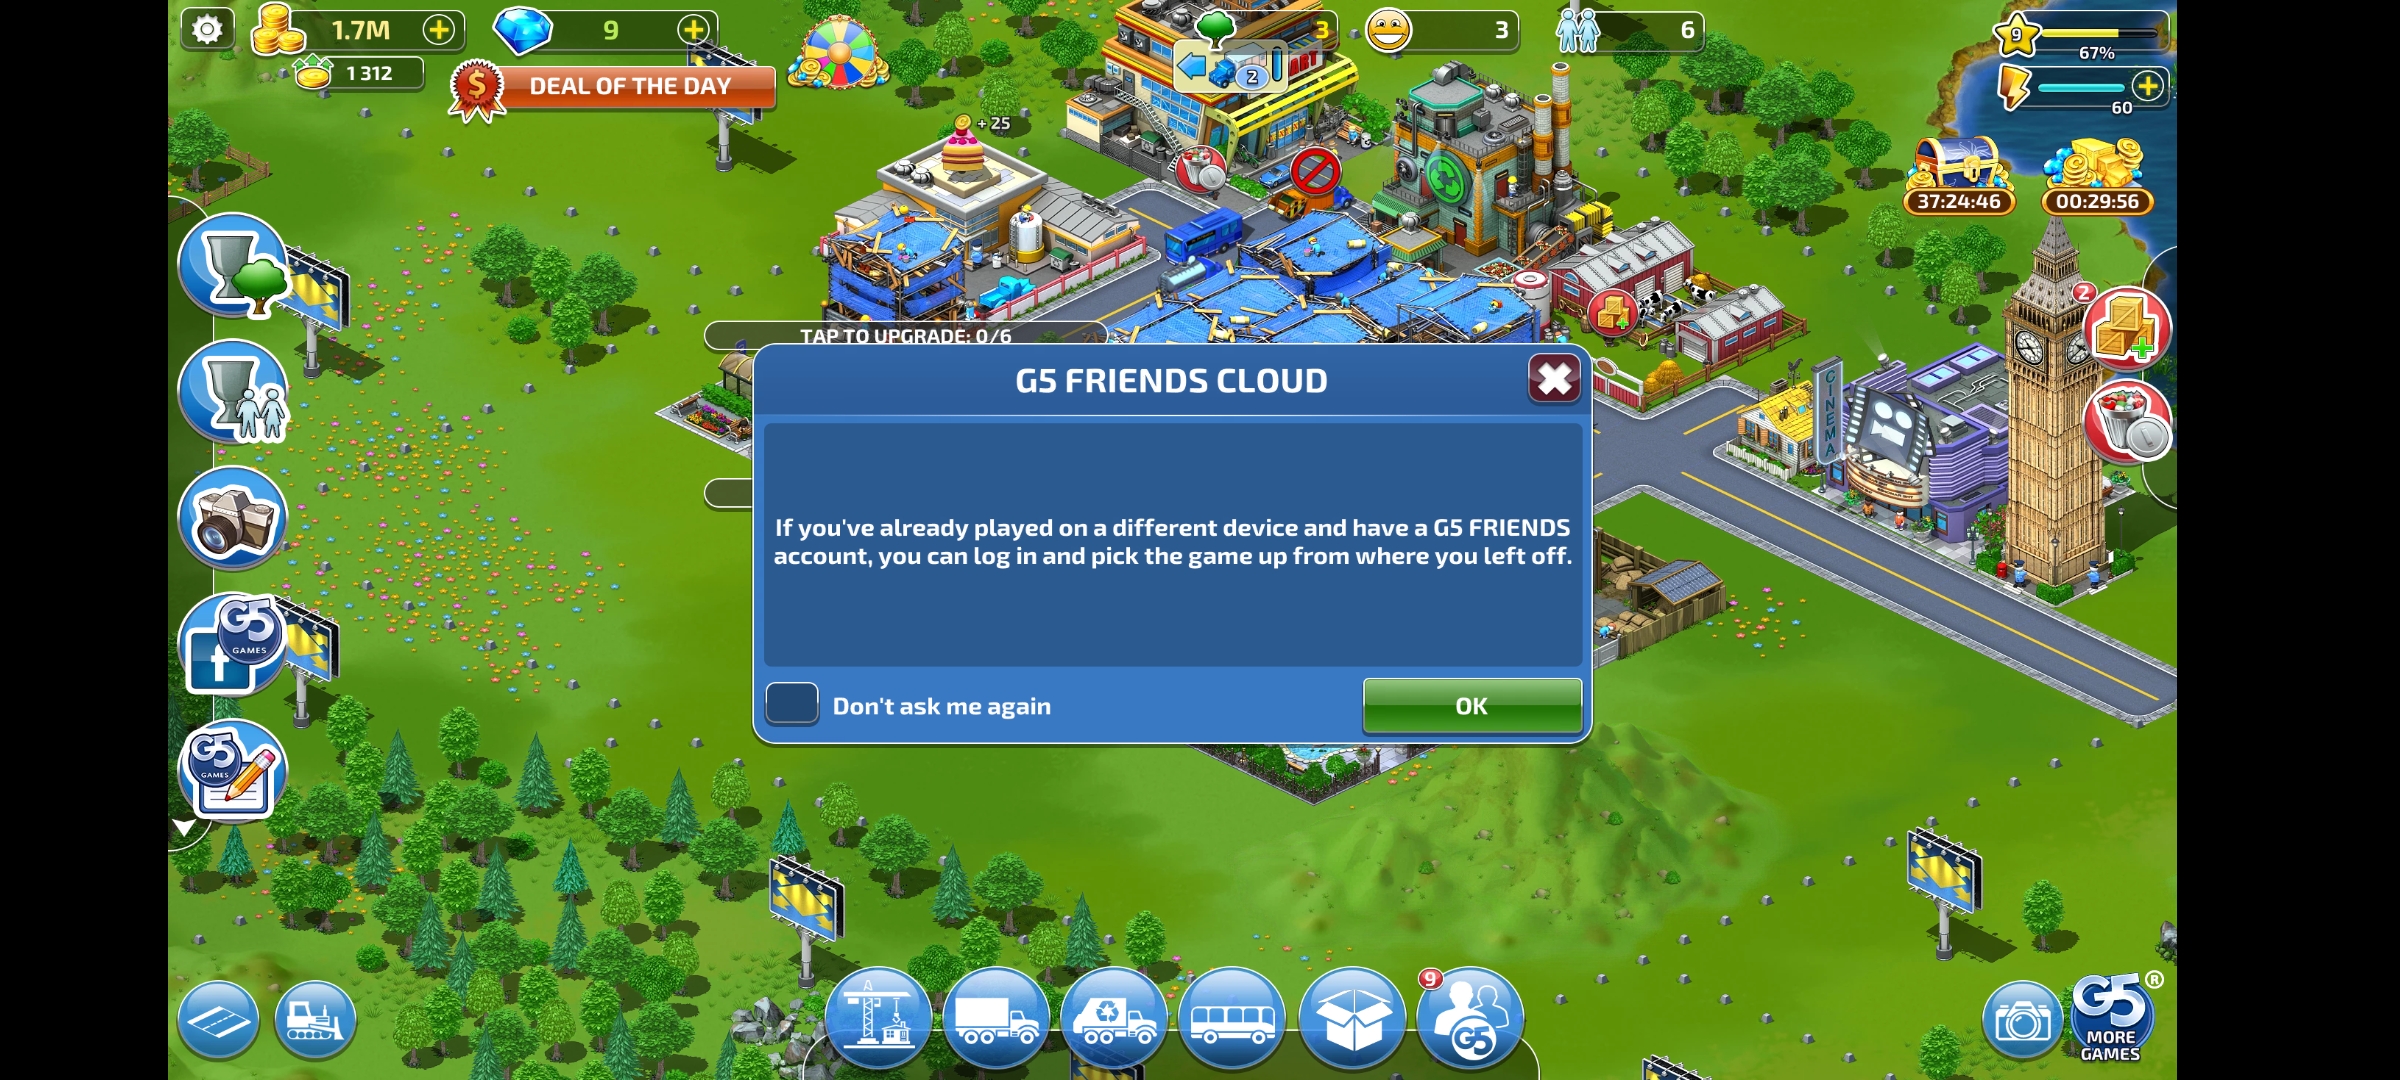 1.7M
9
3
3
6
9
67%
1 312
DEAL OF THE DAY
2
ART
60
+ 25
37:24:46
00:29:56
2
TAP TO UPGRADE: 0/6
G5 FRIENDS CLOUD
CINEMA
If you've already played on a different device and have a G5 FRIENDS
account, you can log in and pick the game up from where you left off.
G5
GAMES
f
Don't ask me again
OK
G5
GAMES
A
9
G5
G5 ®
MORE
GAMES